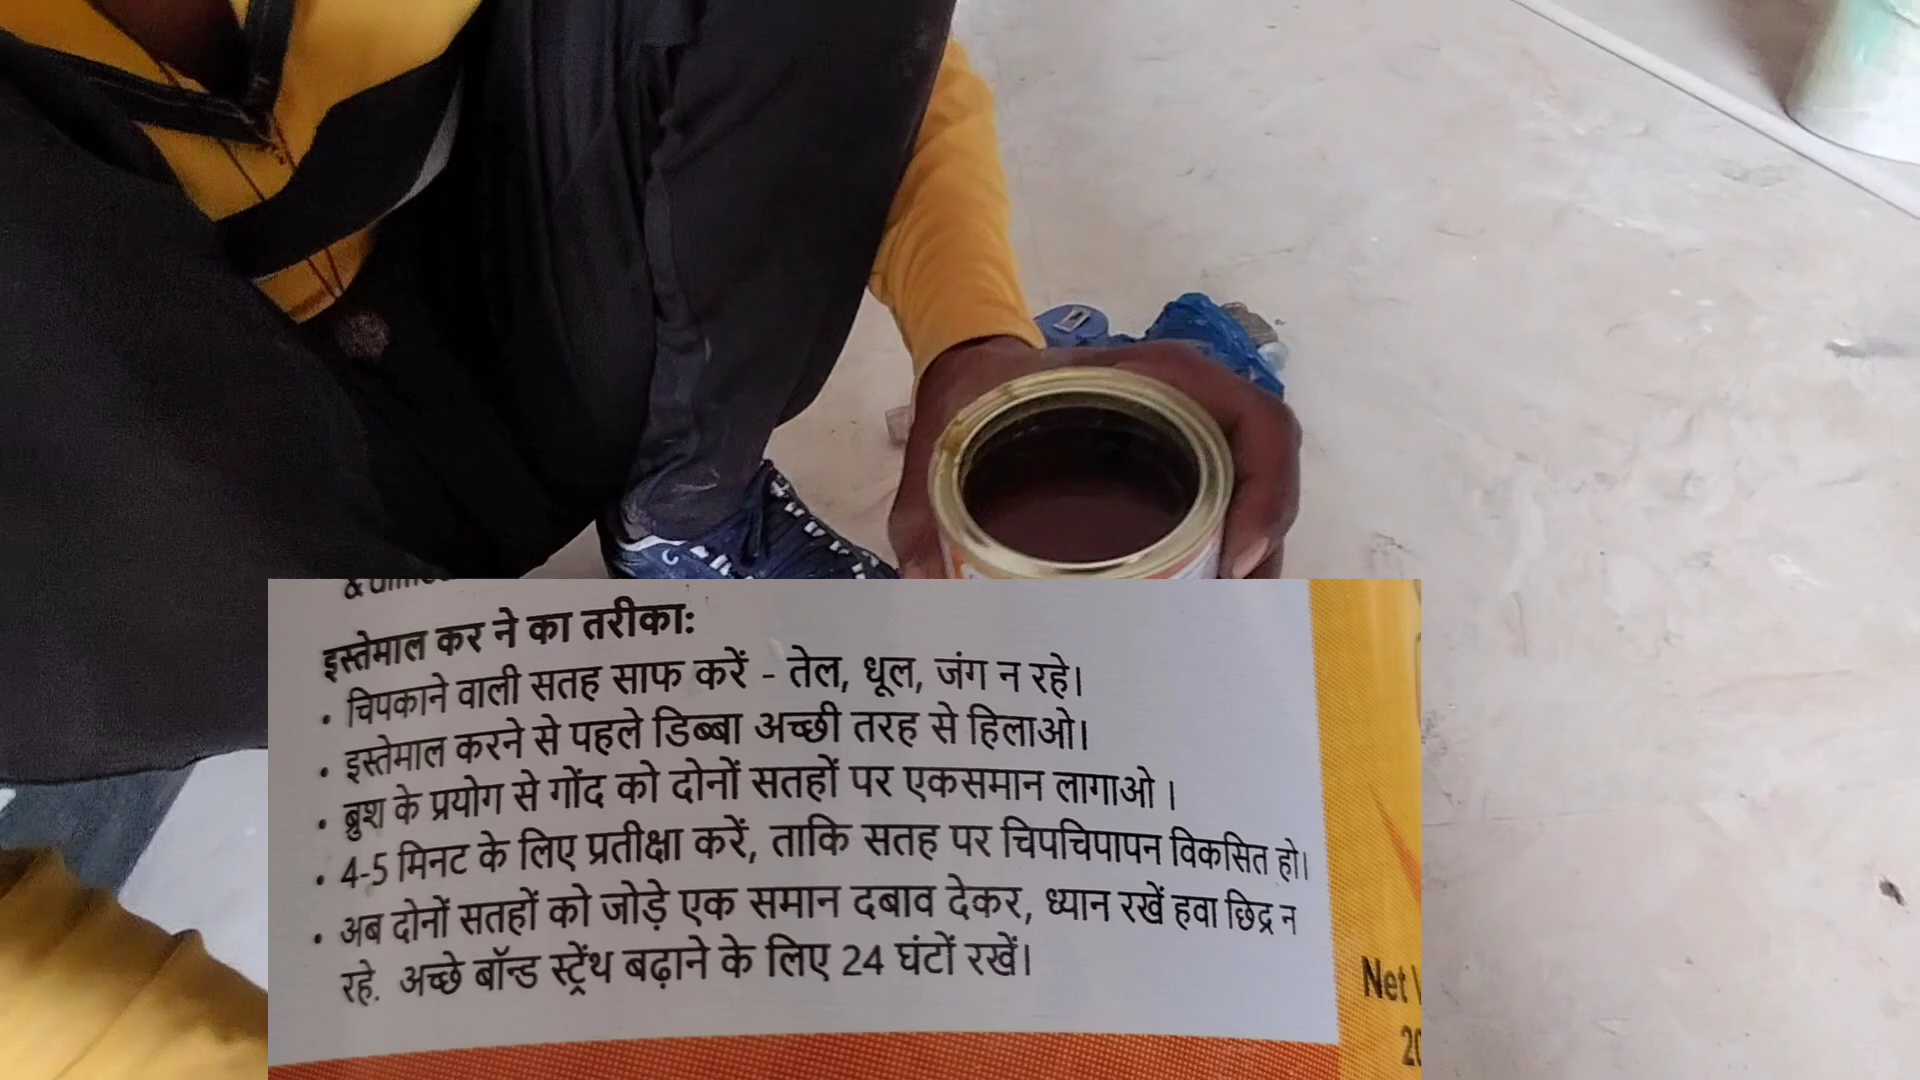 इस्तेमाल कर ने का तरीका:
• चिपकाने वाली सतह साफ करें - तेल, धूल, जंग न रहे।
• इस्तेमाल करने से पहले डिब्बा अच्छी तरह से हिलाओ।
• ब्रुश के प्रयोग से गोंद को दोनों सतहों पर एकसमान लागाओ ।
• 4-5 मिनट के लिए प्रतीक्षा करें, ताकि सतह पर चिपचिपापन विकसित हो।
• अब दोनों सतहों को जोड़े एक समान दबाव देकर, ध्यान रखें हवा छिद्र न
रहे. अच्छे बॉन्ड स्ट्रेंथ बढ़ाने के लिए 24 घंटों रखें।
Net